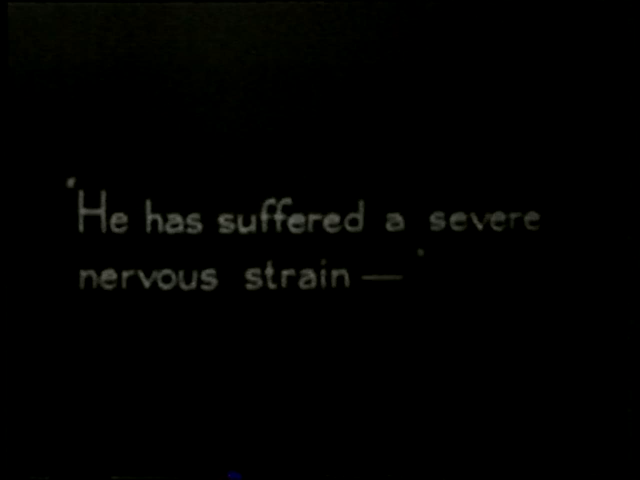 'He has suffered a severe
nervous strain — '